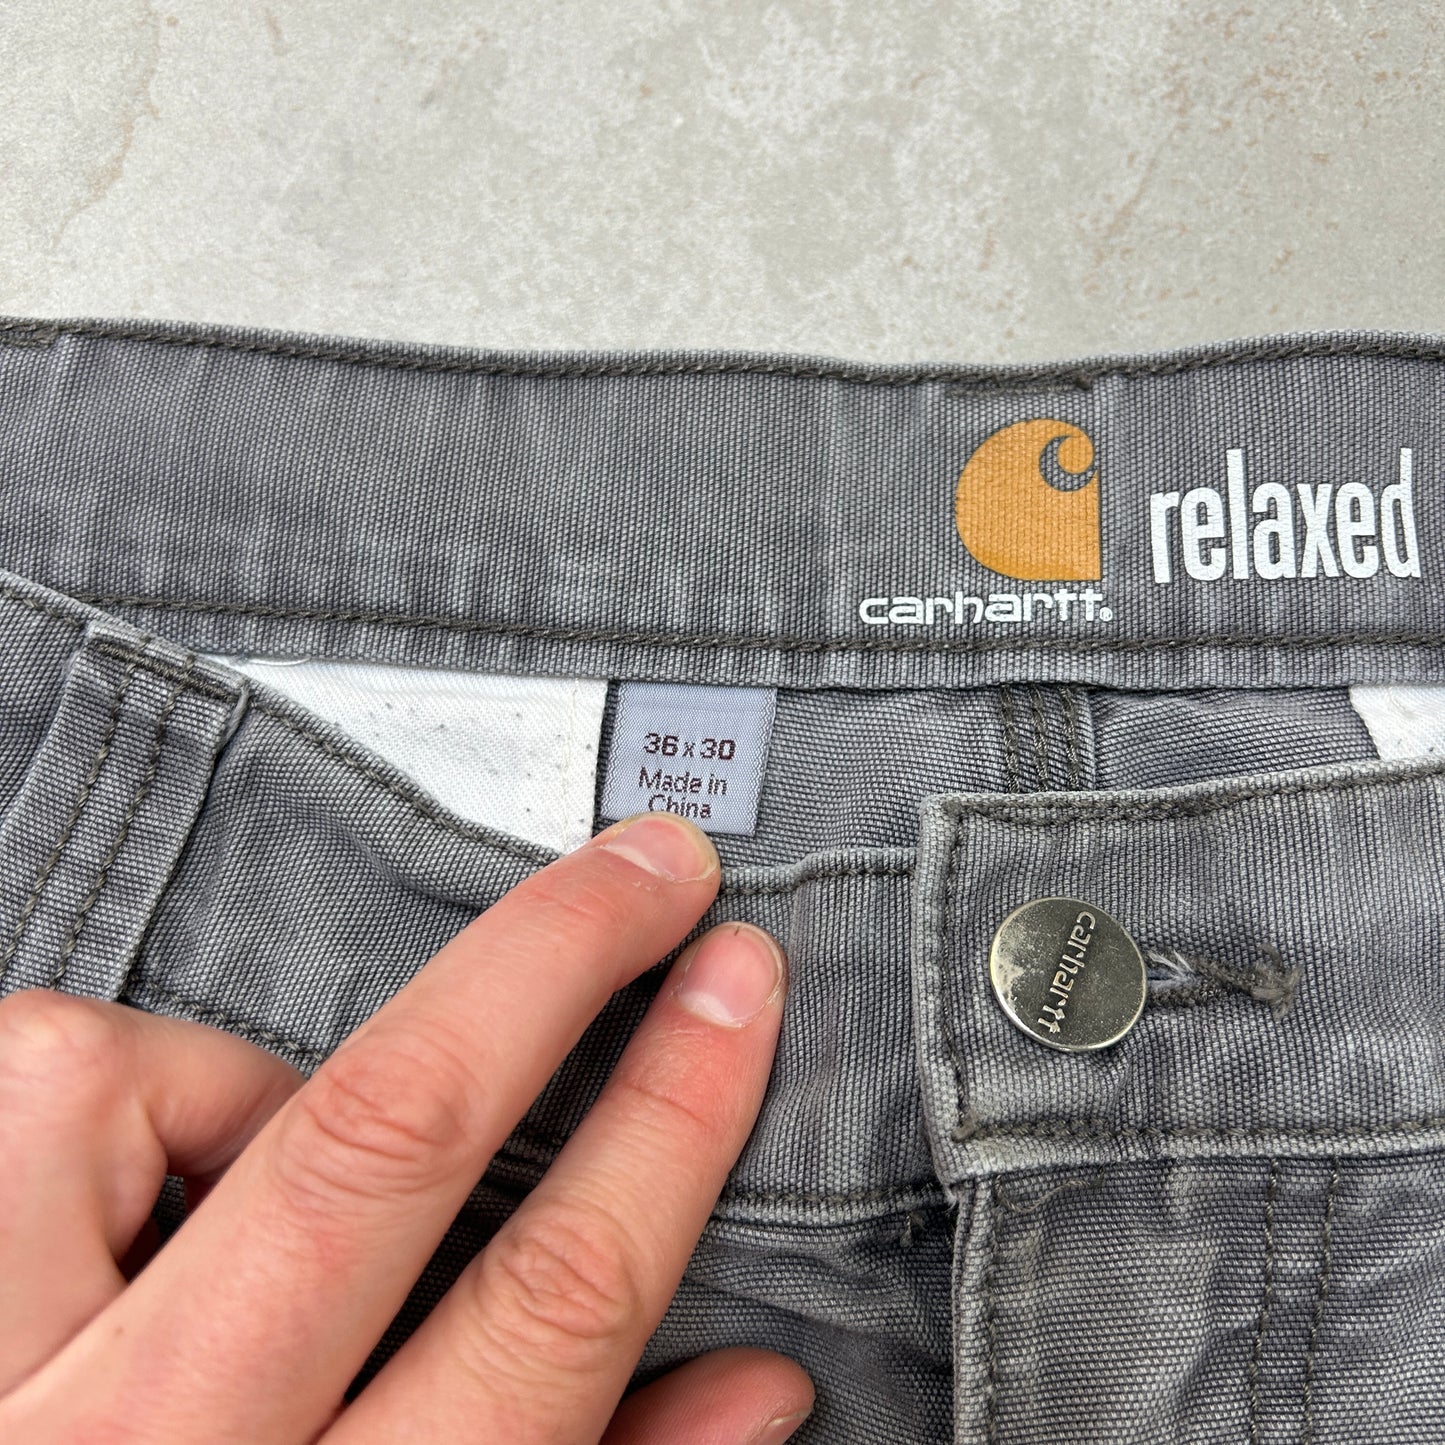 carhartt®
relaxed
36 x 30
Made in
China
carhartt